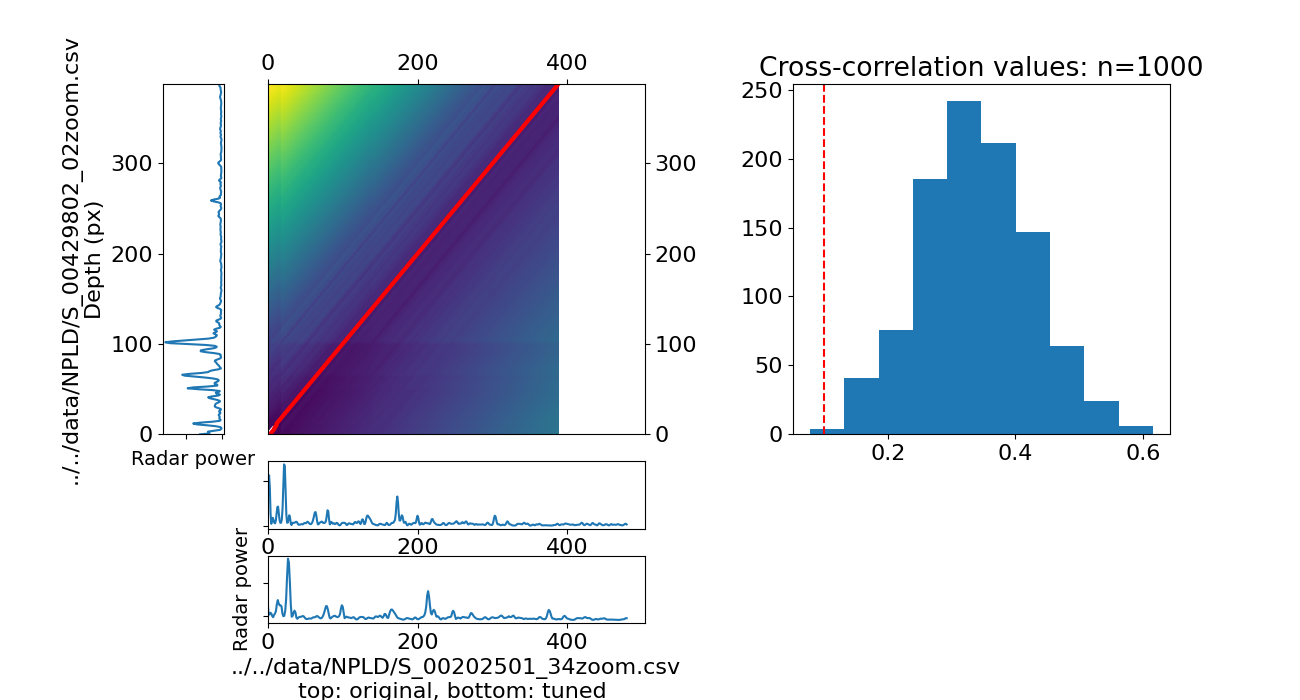 Cross-correlation values: n=1000
0 200 400
../../data/NPLD/S_00429802_02zoom.csv
Depth (px)
300
200
100
0
Radar power
300
200
100
0
250
200
150
100
50
0
0.2 0.4 0.6
0 200 400
Radar power
0 200 400
../../data/NPLD/S_00202501_34zoom.csv
top: original, bottom: tuned